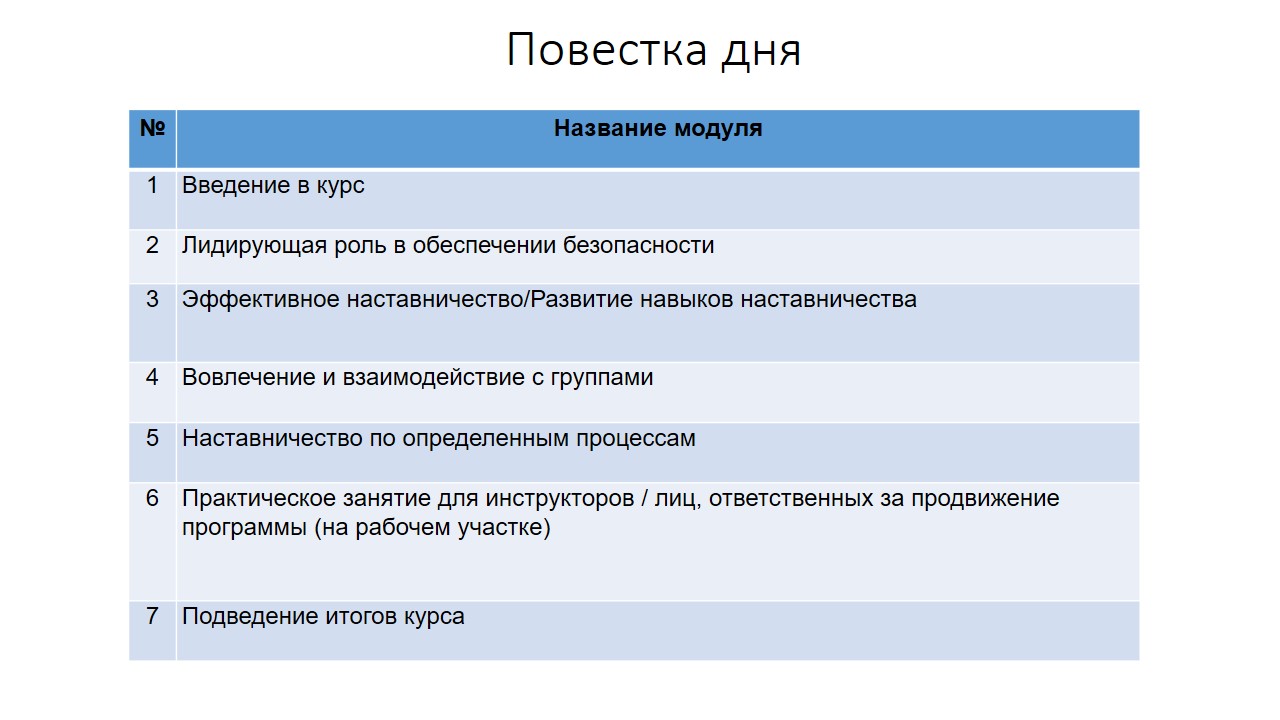 Повестка дня
№ Название модуля
1 Введение в курс
2 Лидирующая роль в обеспечении безопасности
3 Эффективное наставничество/Развитие навыков наставничества
4 Вовлечение и взаимодействие с группами
5 Наставничество по определенным процессам
6 Практическое занятие для инструкторов / лиц, ответственных за продвижение
программы (на рабочем участке)
7 Подведение итогов курса